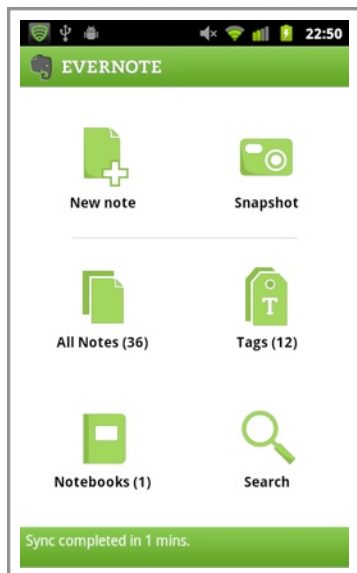 22:50
EVERNOTE
New note
Snapshot
All Notes (36)
T
Tags (12)
Notebooks (1)
Search
Sync completed in 1 mins.